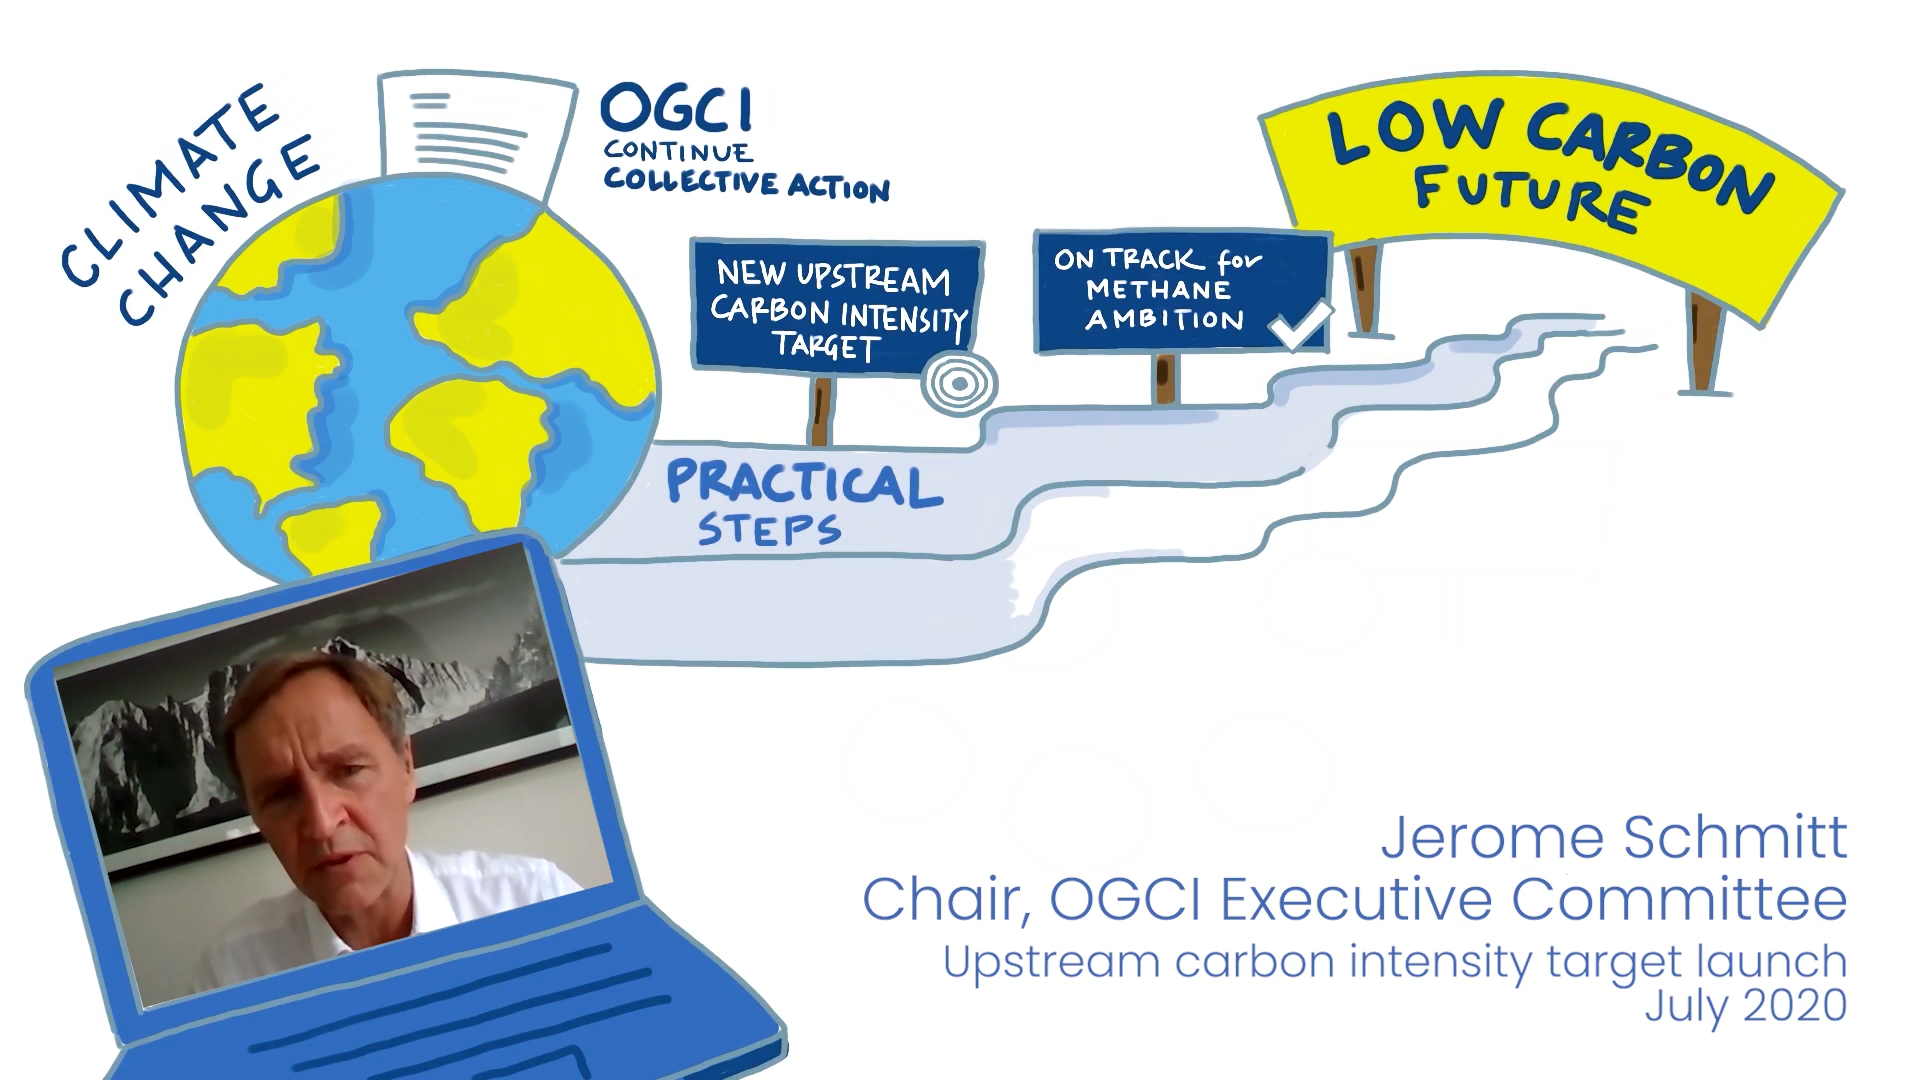 CLIMATE
CHANGE
OGCI
CONTINUE
COLLECTIVE ACTION
NEW UPSTREAM
CARBON INTENSITY
TARGET
ON TRACK for
METHANE
AMBITION
LOW CARBON
FUTURE
PRACTICAL
STEPS
Jerome Schmitt
Chair, OGCI Executive Committee
Upstream carbon intensity target launch
July 2020